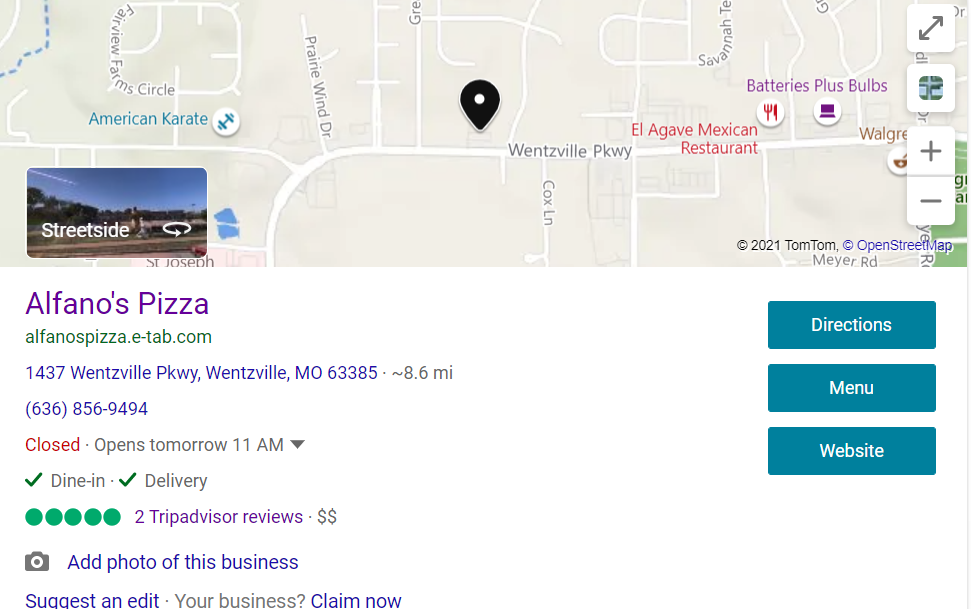 Fairview Farms Circle
Gre
Savannah Te
Dr
Prairie Wind Dr
American Karate
Batteries Plus Bulbs
El Agave Mexican
Restaurant
Walgre
Wentzville Pkwy
Cox Ln
Streetside
St Joseph
© 2021 TomTom, © OpenStreetMap
Meyer Rd
Alfano's Pizza
alfanospizza.e-tab.com
1437 Wentzville Pkwy, Wentzville, MO 63385 · ~8.6 mi
(636) 856-9494
Closed · Opens tomorrow 11 AM
Dine-in · Delivery
2 Tripadvisor reviews · $$
Add photo of this business
Suggest an edit · Your business? Claim now
Directions
Menu
Website